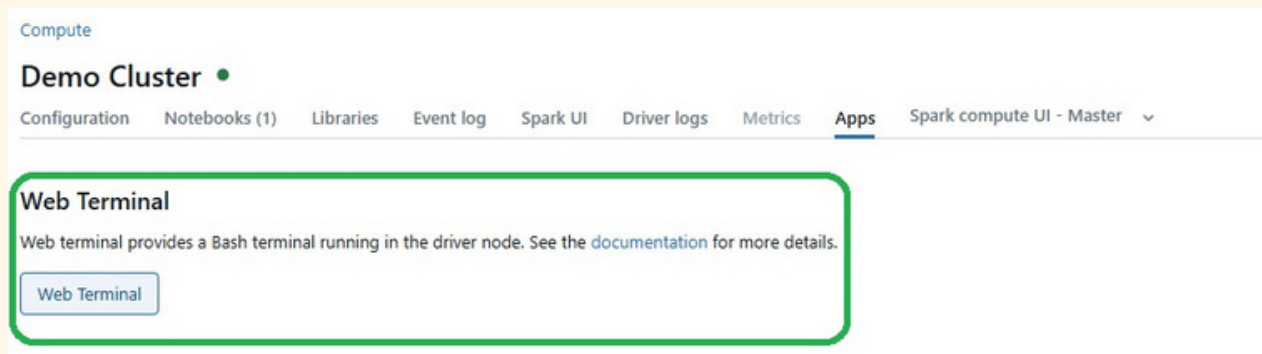 Compute
Demo Cluster
Configuration Notebooks (1) Libraries Event log Spark UI Driver logs Metrics Apps Spark compute UI - Master
Web Terminal
Web terminal provides a Bash terminal running in the driver node. See the documentation for more details.
Web Terminal